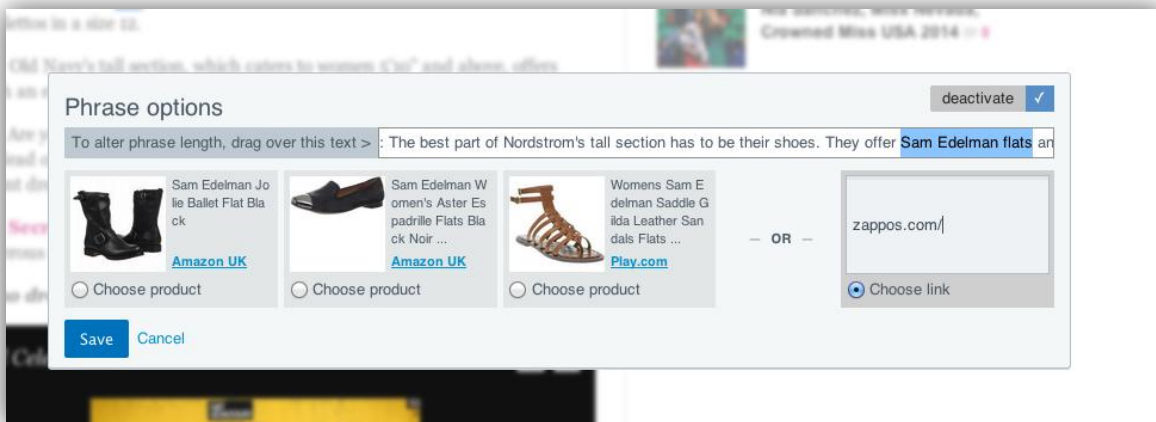 lettos in a size 12.
Old Navy's tall section, which caters to women 5'10" and above, offers
Crowned Miss USA 2014
Phrase options
deactivate ✓
To alter phrase length, drag over this text > : The best part of Nordstrom's tall section has to be their shoes. They offer Sam Edelman flats an
Sam Edelman Jo
lie Ballet Flat Bla
ck
Amazon UK
Choose product
Sam Edelman W
omen's Aster Es
padrille Flats Bla
ck Noir ...
Amazon UK
Choose product
Womens Sam E
delman Saddle G
ilda Leather San
dals Flats ...
Play.com
Choose product
– OR –
zappos.com/
Choose link
Save Cancel